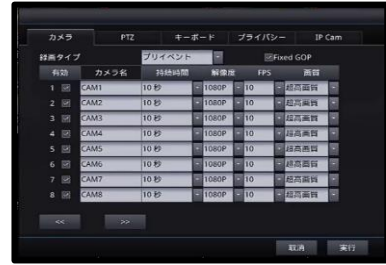 カメラ PTZ キーボード プライバシー IP Cam
録画タイプ プリイベント Fixed GOP
有効 カメラ名 持続時間 解像度 FPS 画質
1 CAM1 10 秒 1080P 10 超高画質
2 CAM2 10 秒 1080P 10 超高画質
3 CAM3 10 秒 1080P 10 超高画質
4 CAM4 10 秒 1080P 10 超高画質
5 CAM5 10 秒 1080P 10 超高画質
6 CAM6 10 秒 1080P 10 超高画質
7 CAM7 10 秒 1080P 10 超高画質
8 CAM8 10 秒 1080P 10 超高画質
<< >>
取消 実行